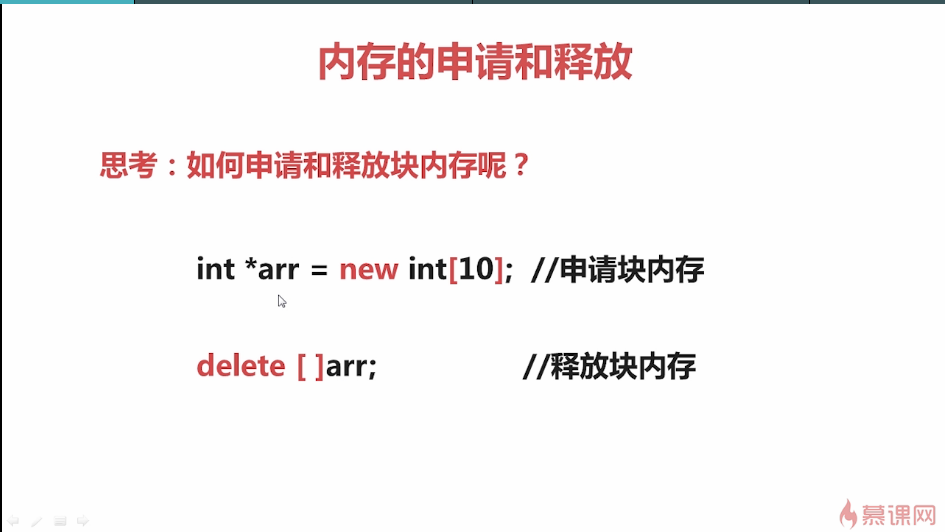 内存的申请和释放
思考：如何申请和释放块内存呢？
int *arr = new int[10]; //申请块内存
delete [ ]arr; //释放块内存
慕课网